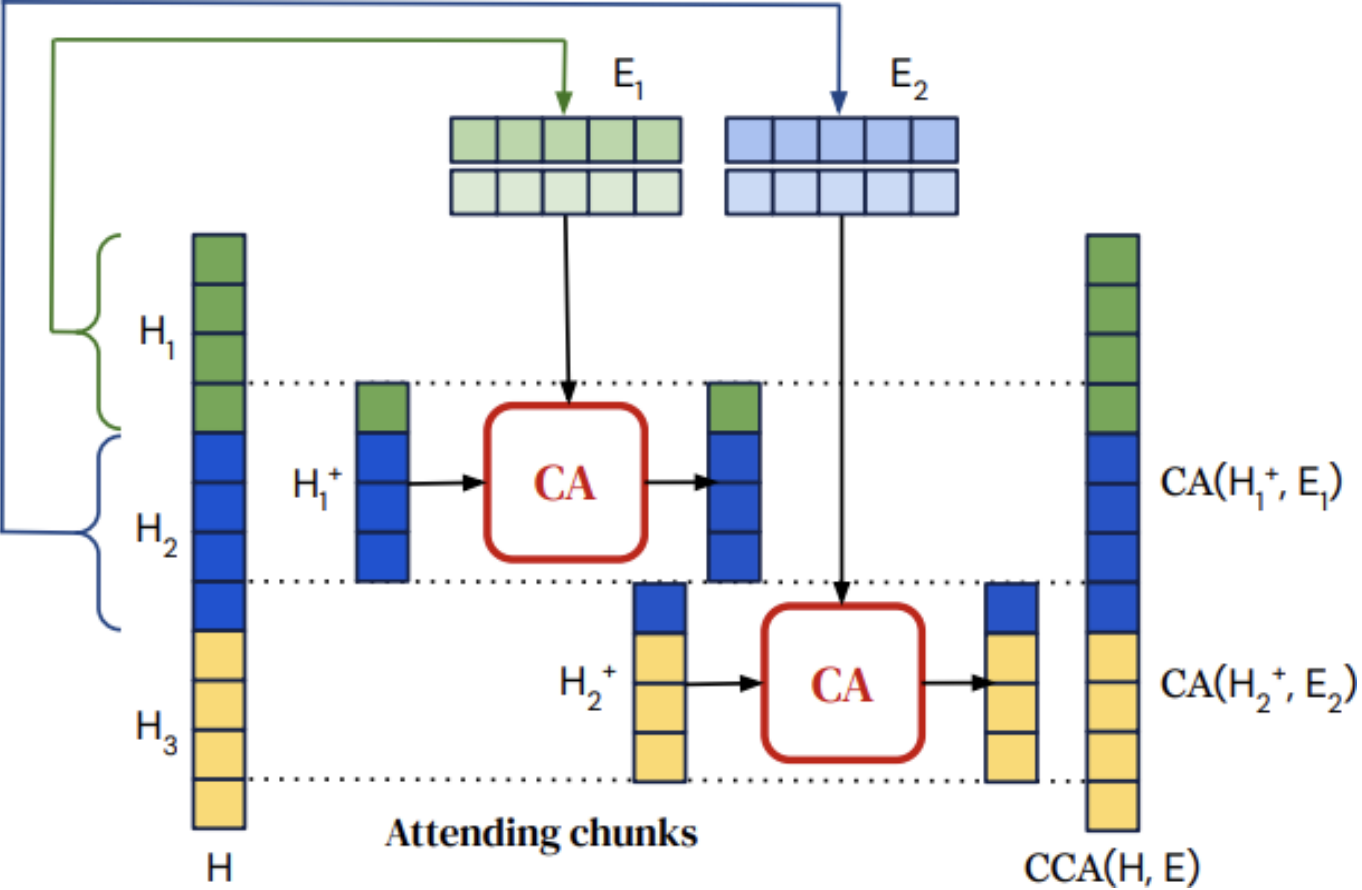 E₁
E₂
H₁
H₁⁺
CA
CA(H₁⁺, E₁)
H₂
H₂⁺
CA
CA(H₂⁺, E₂)
H₃
Attending chunks
H
CCA(H, E)